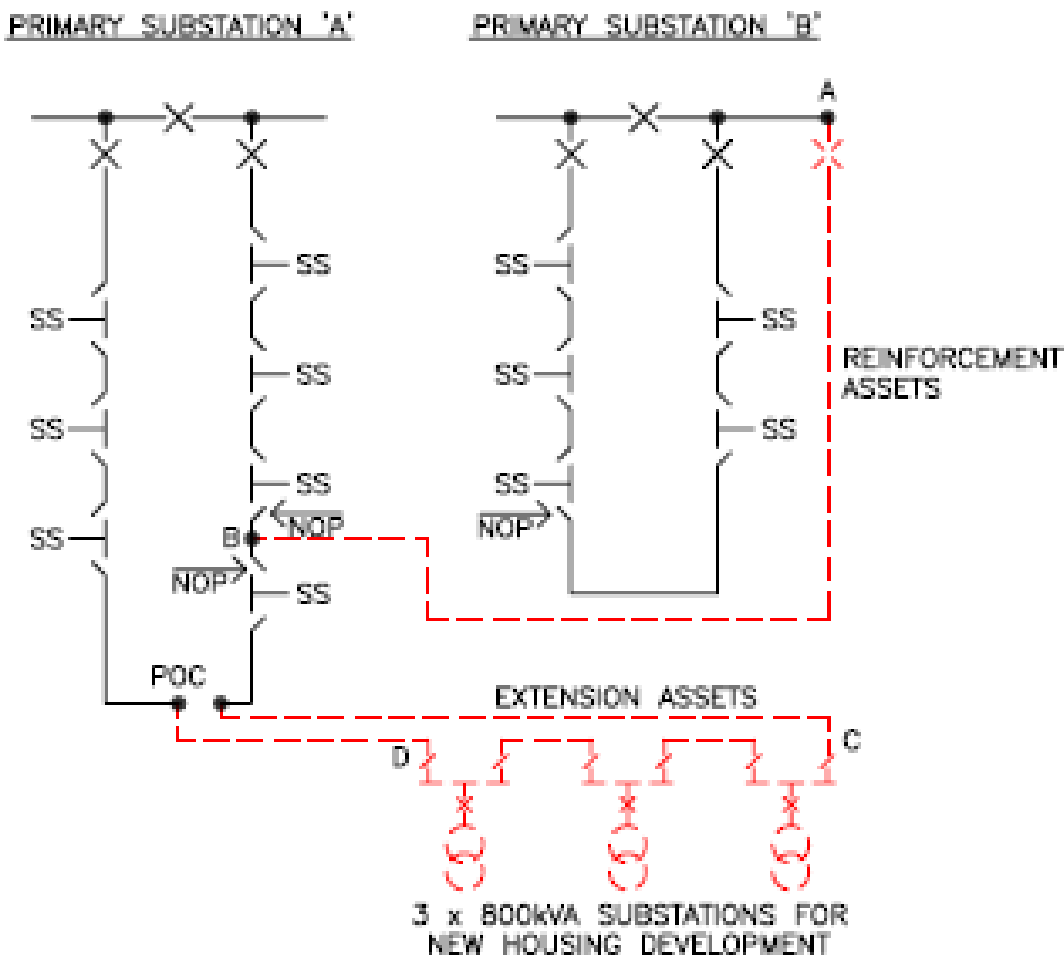 PRIMARY SUBSTATION 'A'
PRIMARY SUBSTATION 'B'
A
SS
SS
SS
SS
SS
SS
REINFORCEMENT
ASSETS
SS
SS
SS
SS
SS
NOP
NOP
B
SS
NOP
SS
POC
EXTENSION ASSETS
D
C
3 x 800kVA SUBSTATIONS FOR
NEW HOUSING DEVELOPMENT